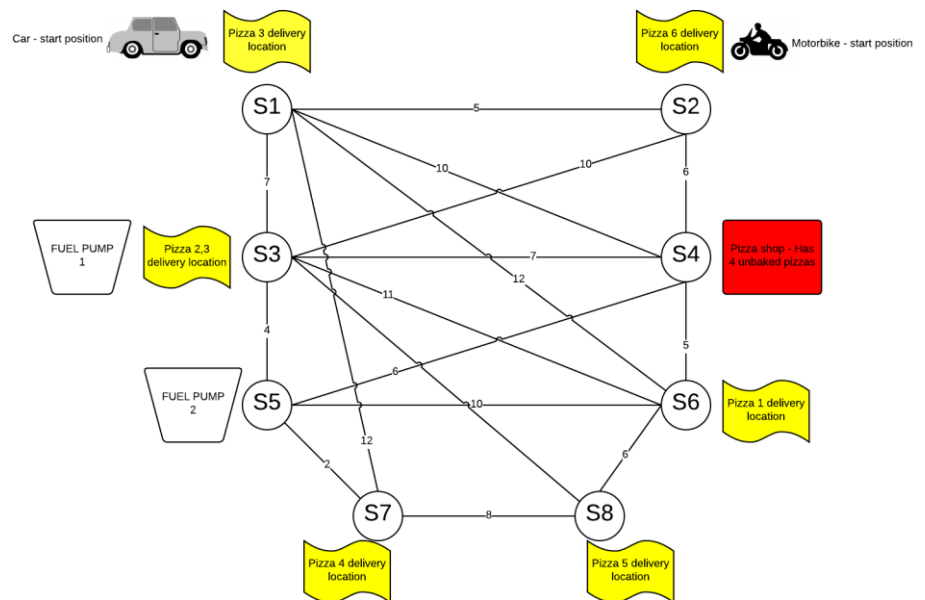 Car - start position
Pizza 3 delivery
location
Pizza 6 delivery
location
Motorbike - start position
S1
5
S2
10
10
7
6
FUEL PUMP
1
Pizza 2,3
delivery location
S3
7
S4
Pizza shop - Has
4 unbaked pizzas
12
11
4
5
6
FUEL PUMP
2
S5
10
S6
Pizza 1 delivery
location
12
6
2
S7
8
S8
Pizza 4 delivery
location
Pizza 5 delivery
location